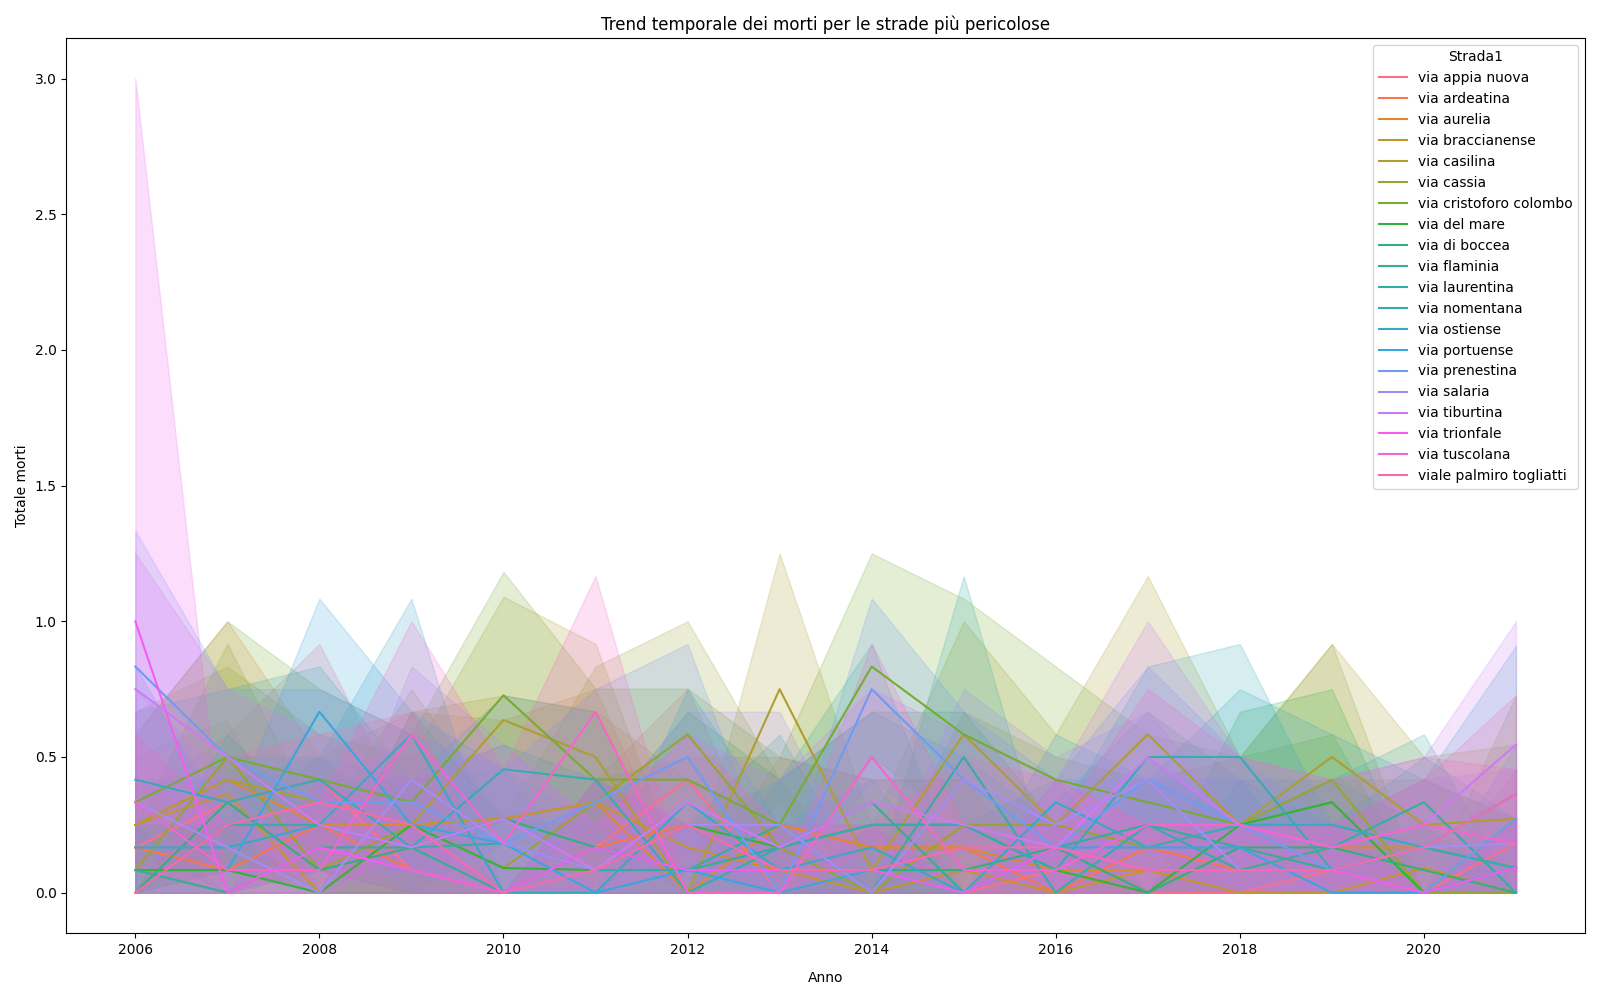 Trend temporale dei morti per le strade più pericolose
Strada1
via appia nuova
via ardeatina
via aurelia
via braccianense
via casilina
via cassia
via cristoforo colombo
via del mare
via di boccea
via flaminia
via laurentina
via nomentana
via ostiense
via portuense
via prenestina
via salaria
via tiburtina
via trionfale
via tuscolana
viale palmiro togliatti
Totale morti
3.0
2.5
2.0
1.5
1.0
0.5
0.0
2006 2008 2010 2012 2014 2016 2018 2020
Anno